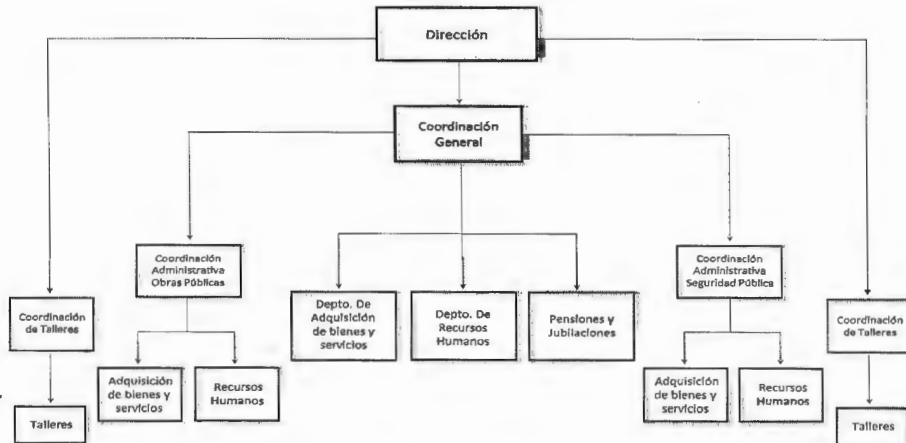 Dirección
Coordinación
General
Coordinación
Administrativa
Obras Públicas
Coordinación
Administrativa
Seguridad Pública
Coordinación
de Talleres
Depto. De
Adquisición
de bienes y
servicios
Depto. De
Recursos
Humanos
Pensiones y
Jubilaciones
Coordinación
de Talleres
Adquisición
de bienes y
servicios
Recursos
Humanos
Adquisición
de bienes y
servicios
Recursos
Humanos
Talleres
Talleres